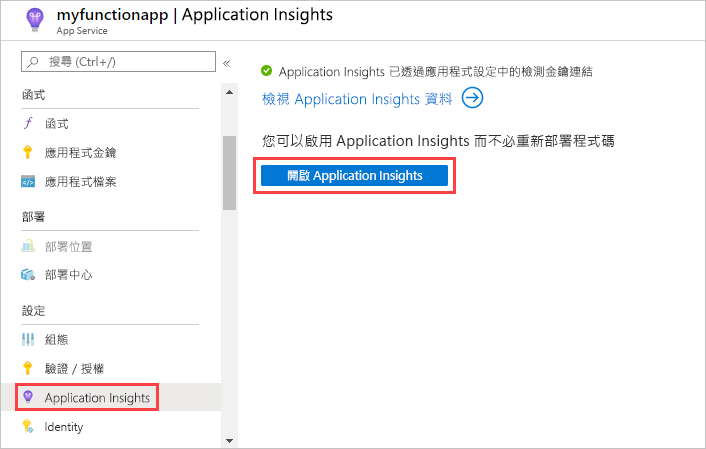 myfunctionapp | Application Insights
App Service
搜尋 (Ctrl+/)
«
函式
函式
應用程式金鑰
應用程式檔案
部署
部署位置
部署中心
設定
組態
驗證 / 授權
Application Insights
Identity
Application Insights 已透過應用程式設定中的檢測金鑰連結
檢視 Application Insights 資料
您可以啟用 Application Insights 而不必重新部署程式碼
開啟 Application Insights